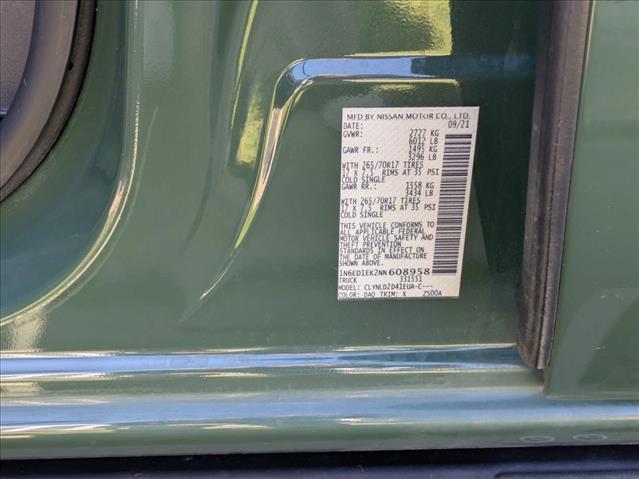 MFD BY NISSAN MOTOR CO., LTD.
DATE: 09/21
GVWR: 2727 KG
6012 LB
GAWR FR.: 1495 KG
3296 LB
WITH 265/70R17 TIRES
17 X 7.5 RIMS AT 35 PSI
COLD SINGLE
GAWR RR.: 1558 KG
3434 LB
WITH 265/70R17 TIRES
17 X 7.5 RIMS AT 35 PSI
COLD SINGLE
THIS VEHICLE CONFORMS TO
ALL APPLICABLE FEDERAL
MOTOR VEHICLE SAFETY AND
THEFT PREVENTION
STANDARDS IN EFFECT ON
THE DATE OF MANUFACTURE
SHOWN ABOVE.
1N6ED1EK2NN608958
TRUCK 331551
MODEL: CLYNLD2D41EUA-C---
COLOR: DAQ TRIM: X ZS00A